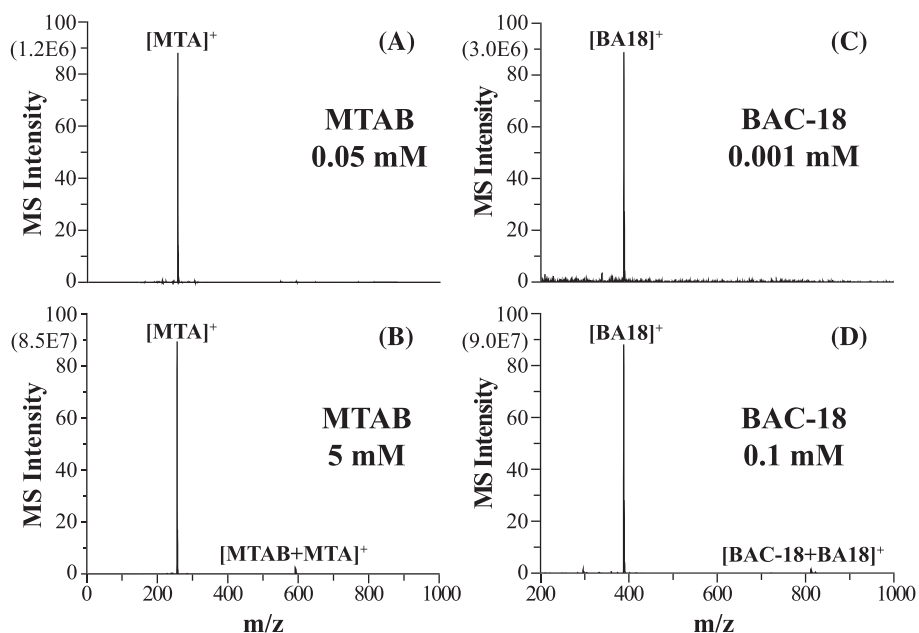 100
(1.2E6)
80
60
40
20
0
MS Intensity
[MTA]+
(A)
MTAB
0.05 mM
100
(3.0E6)
80
60
40
20
0
MS Intensity
[BA18]+
(C)
BAC-18
0.001 mM
100
(8.5E7)
80
60
40
20
0
MS Intensity
[MTA]+
(B)
MTAB
5 mM
[MTAB+MTA]+
0 200 400 600 800 1000
m/z
100
(9.0E7)
80
60
40
20
0
MS Intensity
[BA18]+
(D)
BAC-18
0.1 mM
[BAC-18+BA18]+
200 400 600 800 1000
m/z